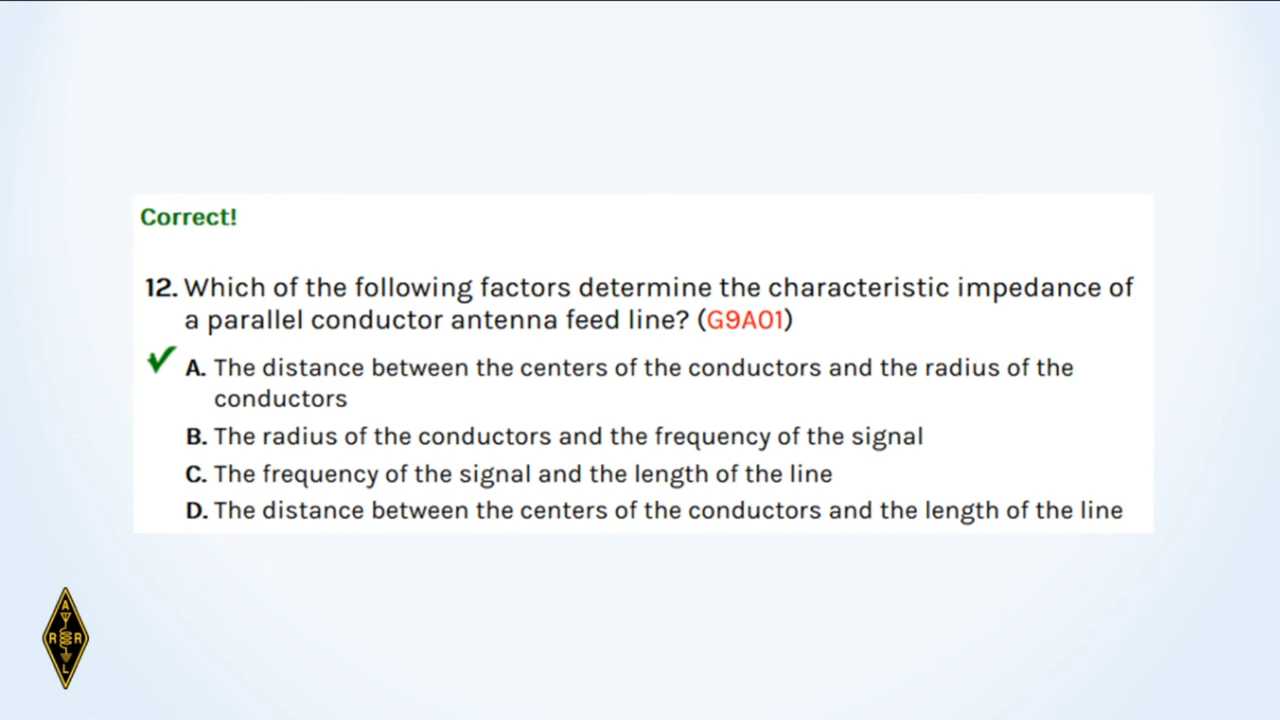 Correct!
12. Which of the following factors determine the characteristic impedance of
a parallel conductor antenna feed line? (G9A01)
A. The distance between the centers of the conductors and the radius of the
conductors
B. The radius of the conductors and the frequency of the signal
C. The frequency of the signal and the length of the line
D. The distance between the centers of the conductors and the length of the line
A
R R
L